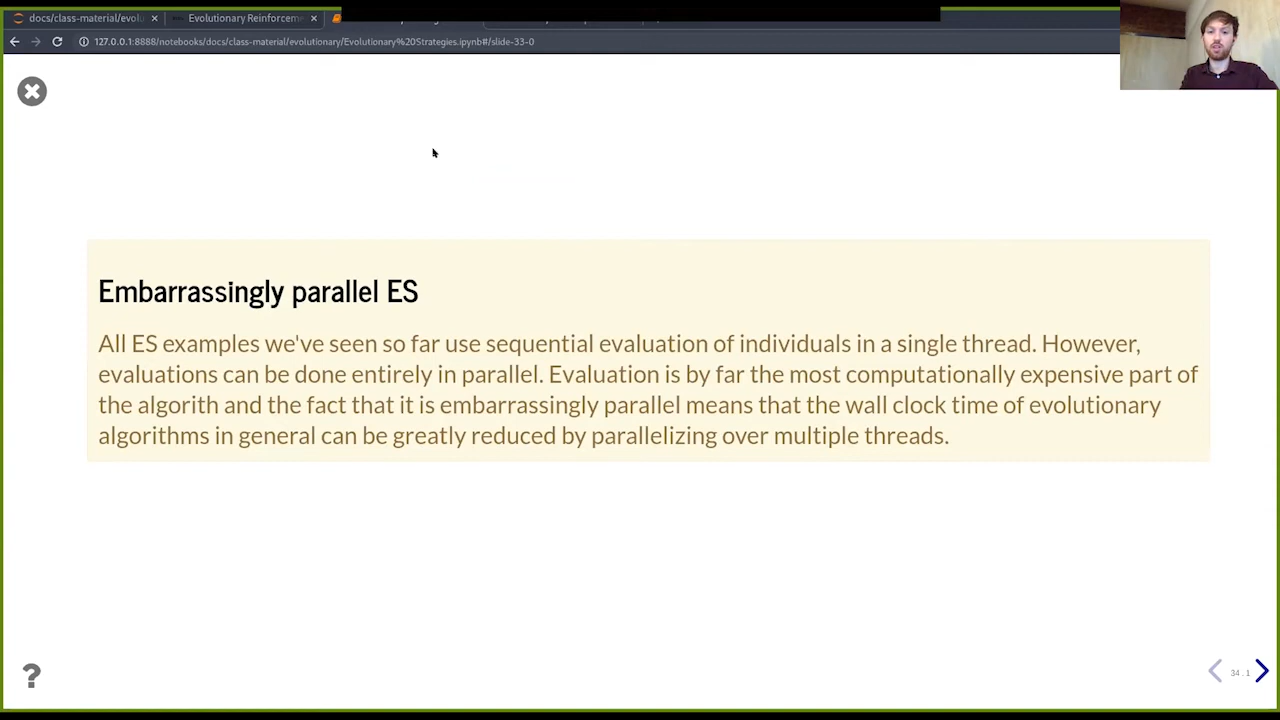 docs/class-material/evolu
Evolutionary Reinforceme
127.0.0.1:8888/notebooks/docs/class-material/evolutionary/Evolutionary%20Strategies.ipynb#/slide-33-0
Embarrassingly parallel ES
All ES examples we've seen so far use sequential evaluation of individuals in a single thread. However,
evaluations can be done entirely in parallel. Evaluation is by far the most computationally expensive part of
the algorith and the fact that it is embarrassingly parallel means that the wall clock time of evolutionary
algorithms in general can be greatly reduced by parallelizing over multiple threads.
?
34.1